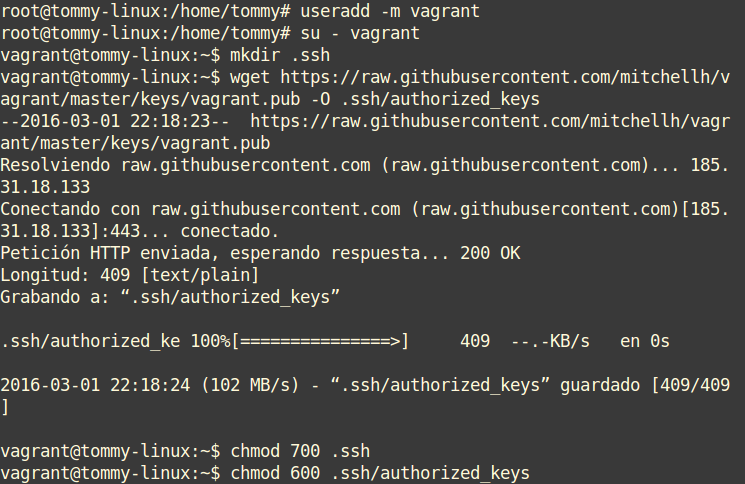 root@tommy-linux:/home/tommy# useradd -m vagrant
root@tommy-linux:/home/tommy# su - vagrant
vagrant@tommy-linux:~$ mkdir .ssh
vagrant@tommy-linux:~$ wget https://raw.githubusercontent.com/mitchellh/v
agrant/master/keys/vagrant.pub -O .ssh/authorized_keys
--2016-03-01 22:18:23--  https://raw.githubusercontent.com/mitchellh/vagr
ant/master/keys/vagrant.pub
Resolviendo raw.githubusercontent.com (raw.githubusercontent.com)... 185.
31.18.133
Conectando con raw.githubusercontent.com (raw.githubusercontent.com)[185.
31.18.133]:443... conectado.
Petición HTTP enviada, esperando respuesta... 200 OK
Longitud: 409 [text/plain]
Grabando a: “.ssh/authorized_keys”
.ssh/authorized_ke 100%[===============>]     409  --.-KB/s   en 0s
2016-03-01 22:18:24 (102 MB/s) - “.ssh/authorized_keys” guardado [409/409
]
vagrant@tommy-linux:~$ chmod 700 .ssh
vagrant@tommy-linux:~$ chmod 600 .ssh/authorized_keys